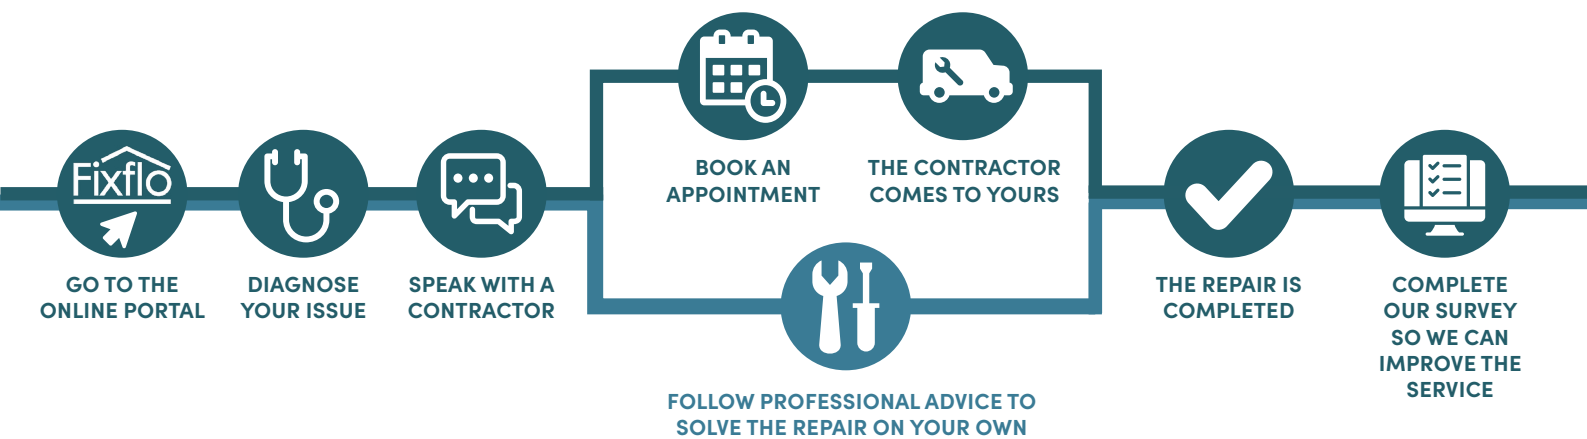 Fixflo
GO TO THE
ONLINE PORTAL
DIAGNOSE
YOUR ISSUE
SPEAK WITH A
CONTRACTOR
BOOK AN
APPOINTMENT
THE CONTRACTOR
COMES TO YOURS
FOLLOW PROFESSIONAL ADVICE TO
SOLVE THE REPAIR ON YOUR OWN
THE REPAIR IS
COMPLETED
COMPLETE
OUR SURVEY
SO WE CAN
IMPROVE THE
SERVICE